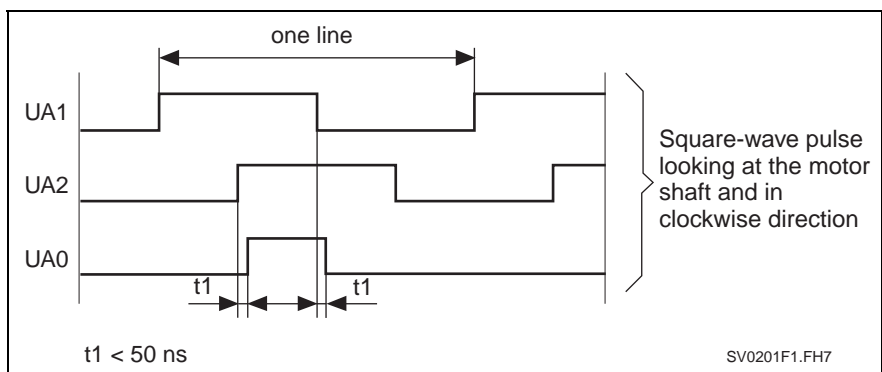 one line
UA1
UA2
UA0
t1
t1
t1 < 50 ns
Square-wave pulse
looking at the motor
shaft and in
clockwise direction
SV0201F1.FH7